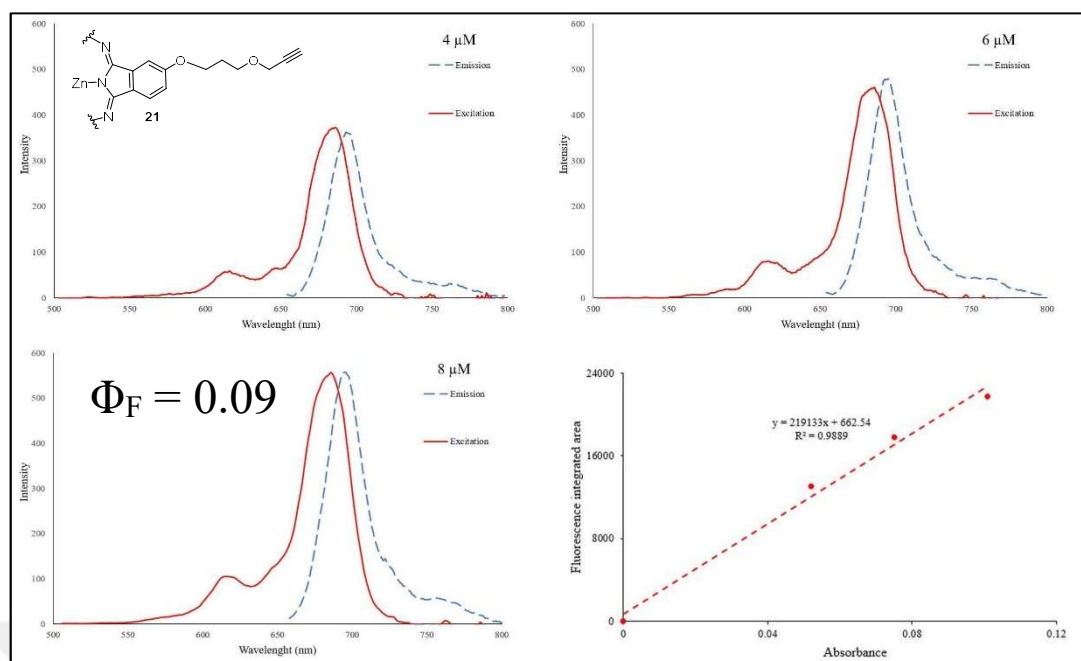 600
500
400
300
200
100
0
Intensity
500 550 600 650 700 750 800
Wavelenght (nm)
4 µM
Emission
Excitation
N
Zn N
N
O
O
21
600
500
400
300
200
100
0
Intensity
500 550 600 650 700 750 800
Wavelenght (nm)
6 µM
Emission
Excitation
600
500
400
300
200
100
0
Intensity
500 550 600 650 700 750 800
Wavelenght (nm)
8 µM
Emission
Excitation
ΦF = 0.09
24000
16000
8000
0
Fluorescence integrated area
y = 219133x + 662.54
R² = 0.9889
0 0.04 0.08 0.12
Absorbance